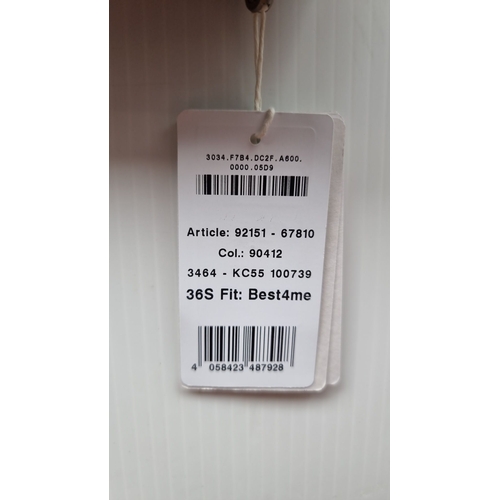 3034.F7B4.DC2F.A600.
0000.05D9
Article: 92151 - 67810
Col.: 90412
3464 - KC55 100739
36S Fit: Best4me
4 058423 487928